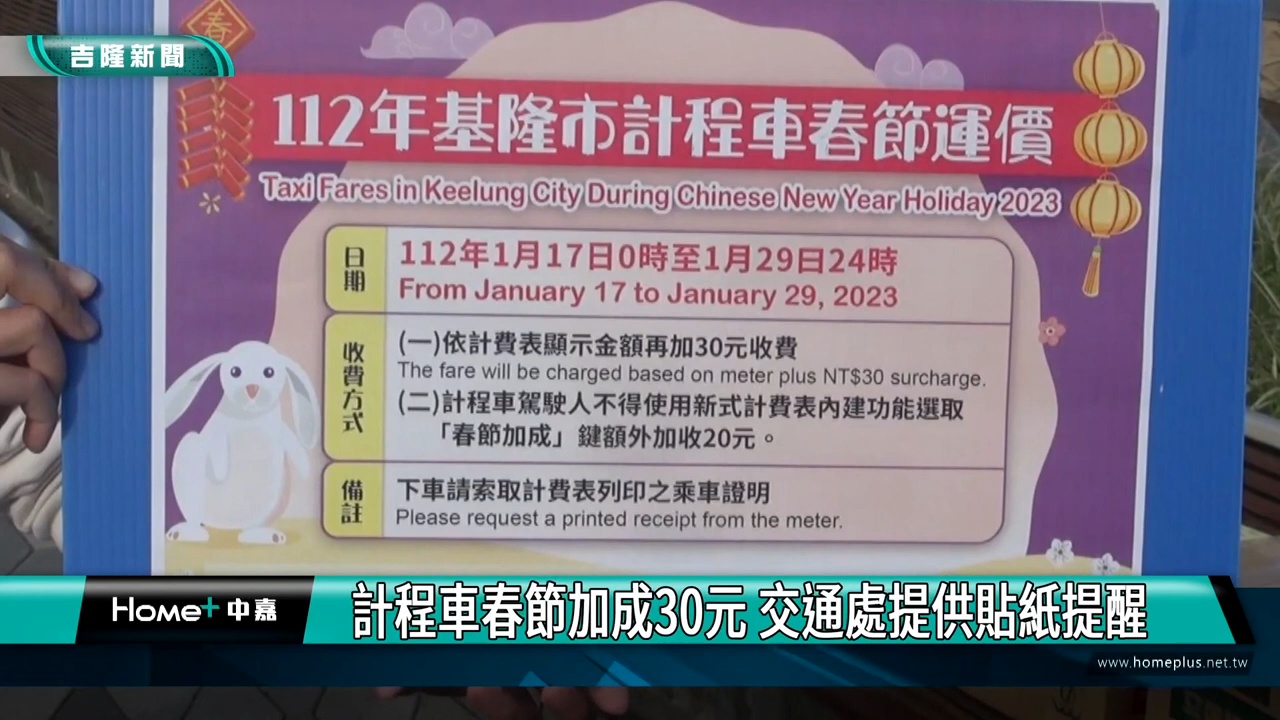 吉隆新聞
春
112年基隆市計程車春節運價
Taxi Fares in Keelung City During Chinese New Year Holiday 2023
日期
112年1月17日0時至1月29日24時
From January 17 to January 29, 2023
收費方式
(一)依計費表顯示金額再加30元收費
The fare will be charged based on meter plus NT$30 surcharge.
(二)計程車駕駛人不得使用新式計費表內建功能選取
「春節加成」鍵額外加收20元。
備註
下車請索取計費表列印之乘車證明
Please request a printed receipt from the meter.
Home+中嘉
計程車春節加成30元 交通處提供貼紙提醒
www.homeplus.net.tw